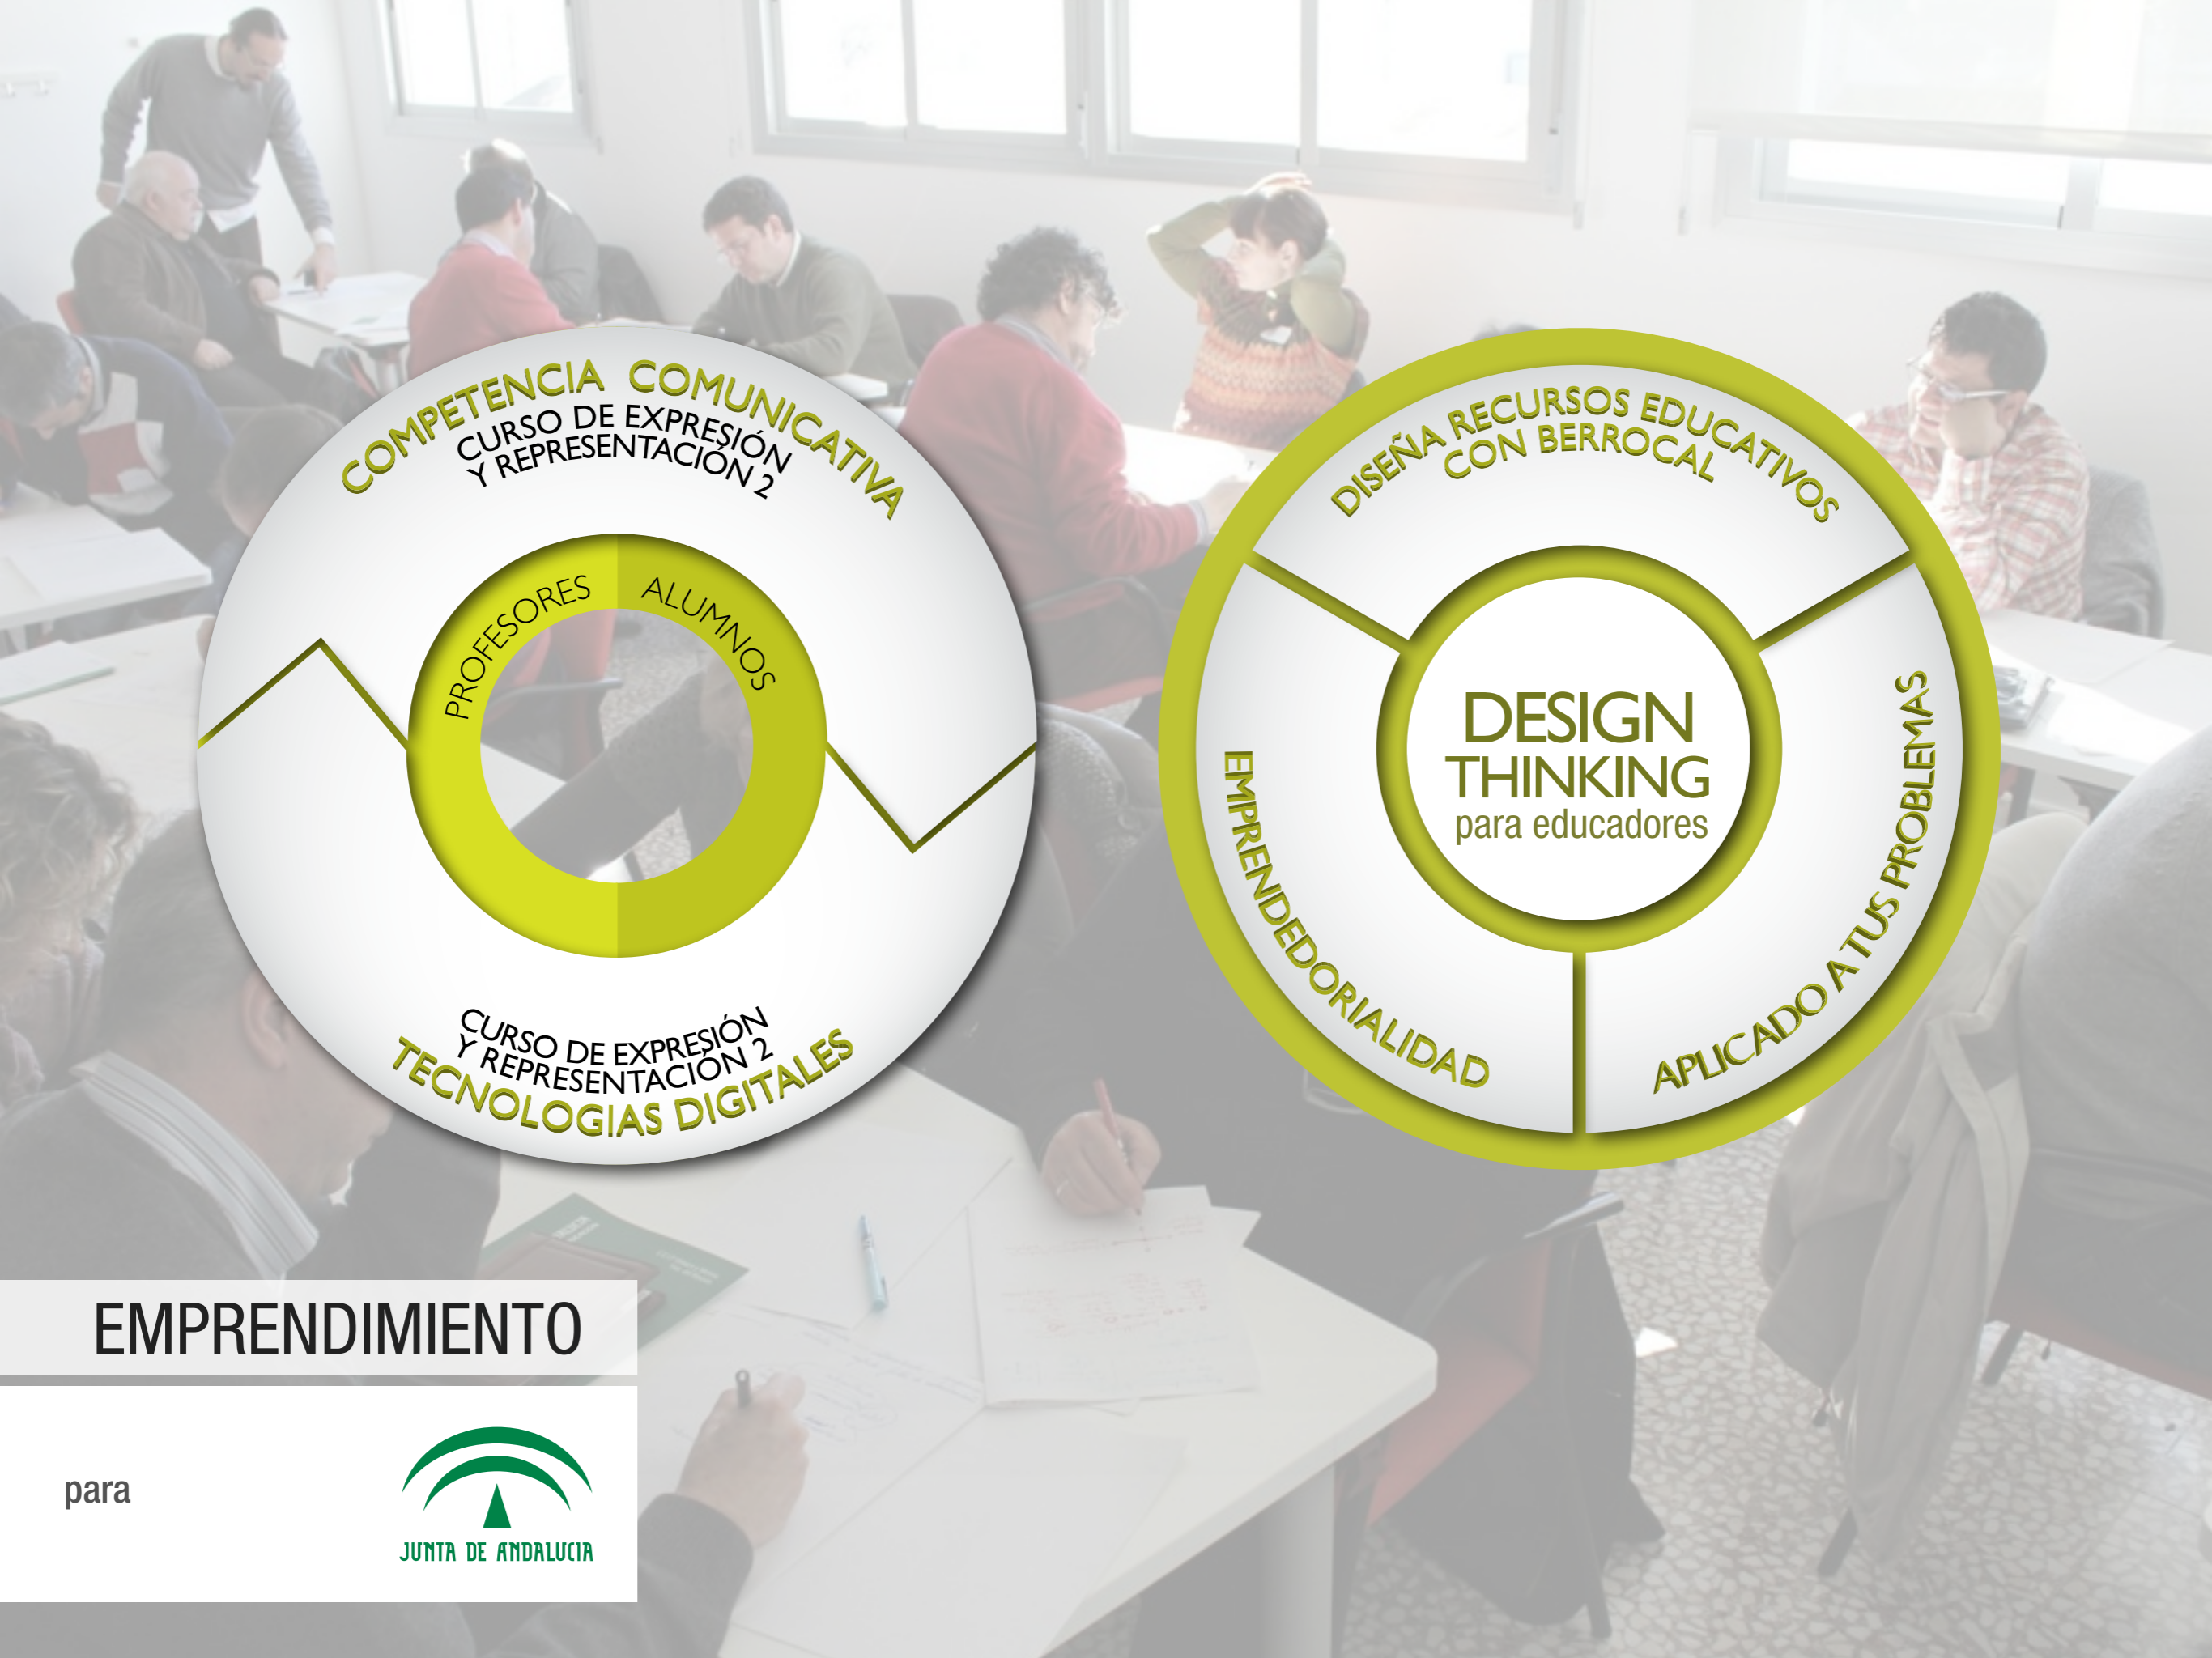 COMPETENCIA COMUNICATIVA
CURSO DE EXPRESIÓN
Y REPRESENTACIÓN 2
PROFESORES
ALUMNOS
CURSO DE EXPRESIÓN
Y REPRESENTACIÓN 2
TECNOLOGIAS DIGITALES
DISEÑA RECURSOS EDUCATIVOS
CON BERROCAL
DESIGN
THINKING
para educadores
EMPRENDEDORIALIDAD
APLICADO A TUS PROBLEMAS
EMPRENDIMIENTO
para
JUNTA DE ANDALUCIA